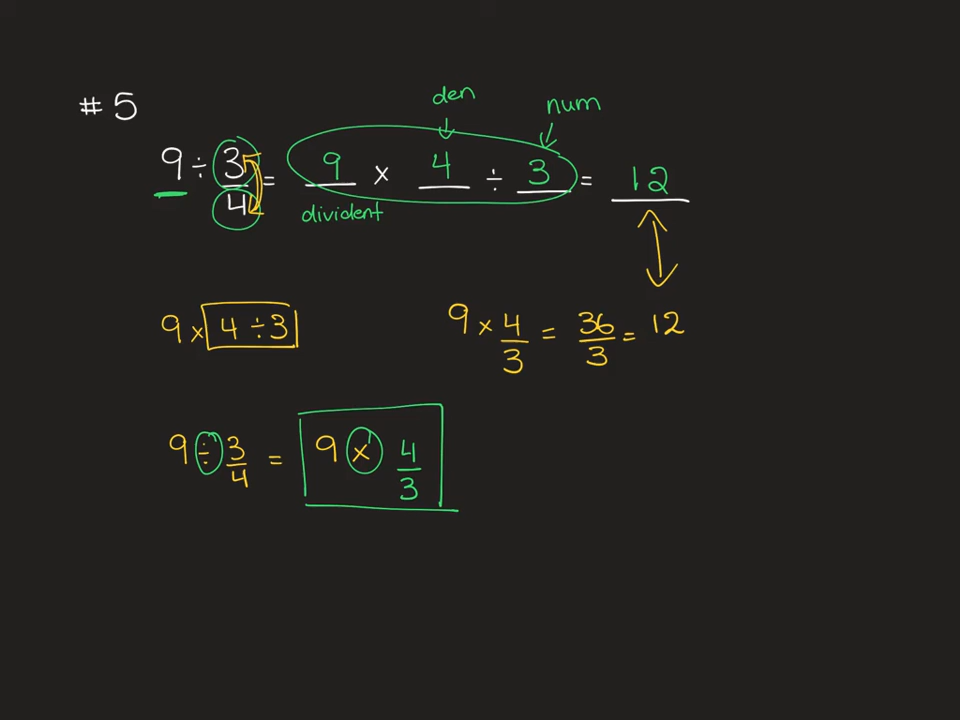 # 5
den
num
9 ÷ 3/4 = 9 × 4 ÷ 3 = 12
divident
9 × 4 ÷ 3
9 × 4/3 = 36/3 = 12
9 ÷ 3/4 = 9 × 4/3